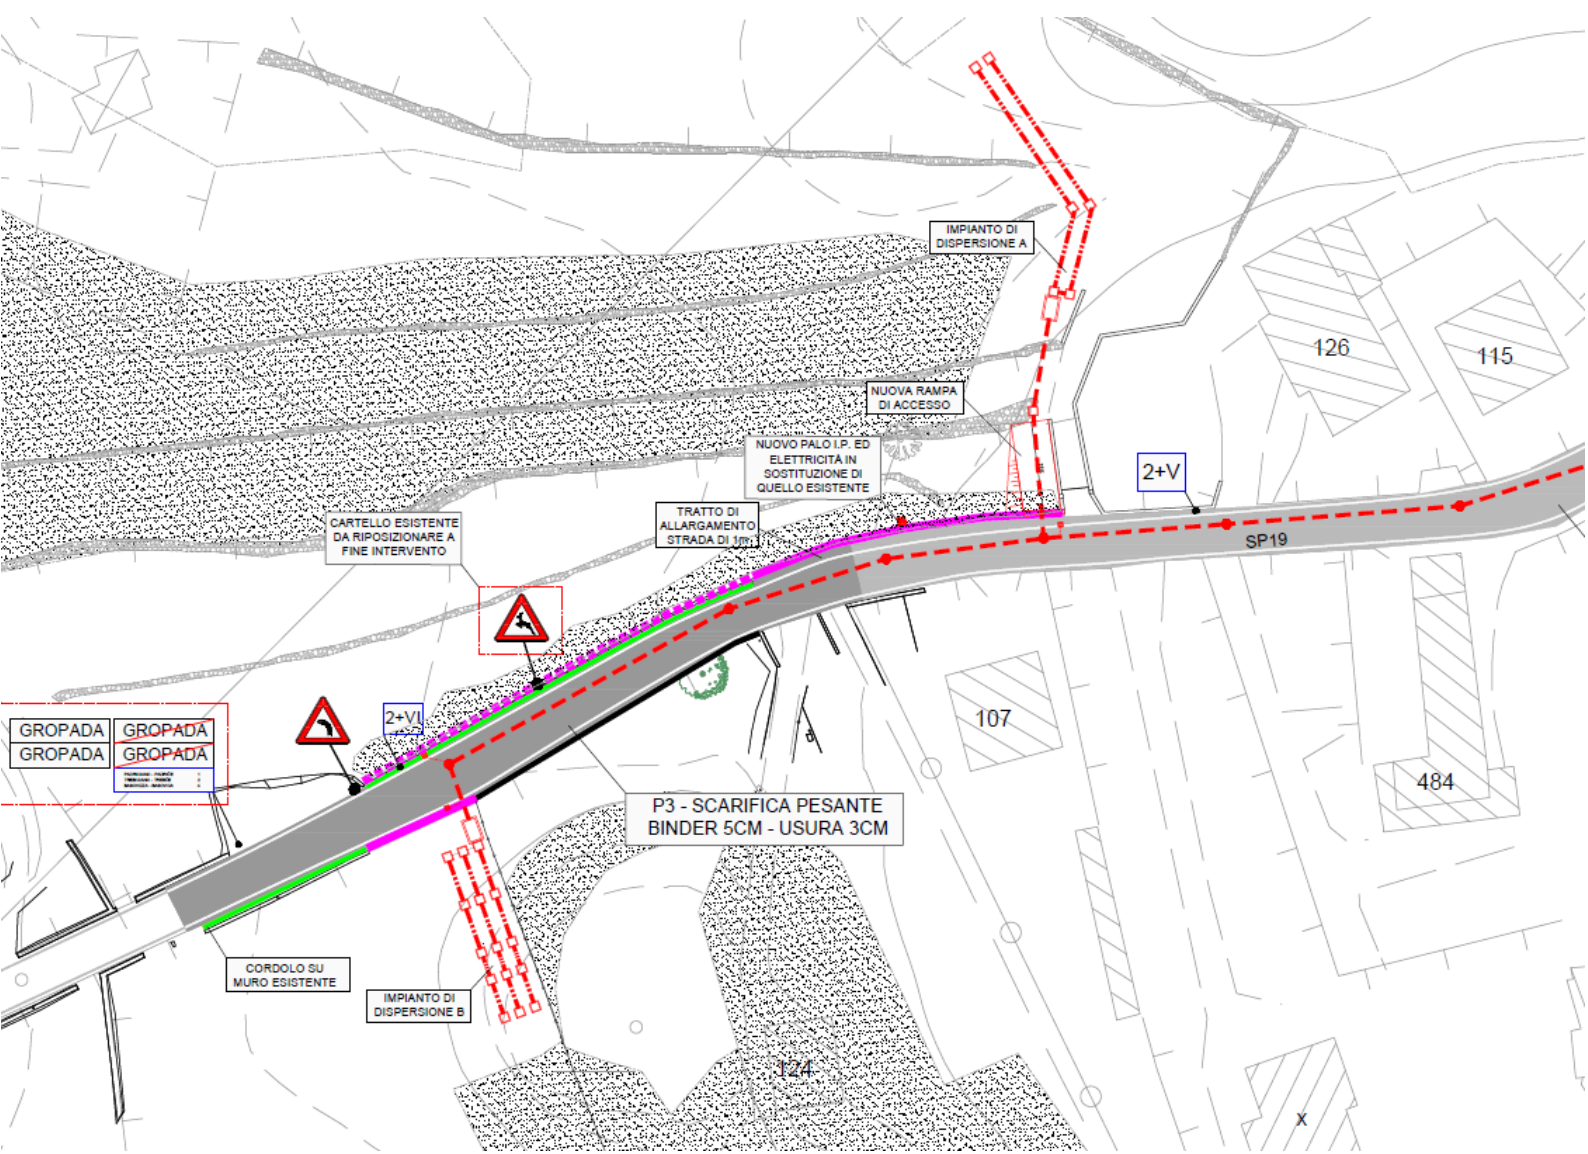 IMPIANTO DI
DISPERSIONE A
126
115
NUOVA RAMPA
DI ACCESSO
NUOVO PALO I.P. ED
ELETTRICITÀ IN
SOSTITUZIONE DI
QUELLO ESISTENTE
2+V
TRATTO DI
ALLARGAMENTO
STRADA DI 1m
CARTELLO ESISTENTE
DA RIPOSIZIONARE A
FINE INTERVENTO
SP19
GROPADA GROPADA
GROPADA GROPADA
2+VL
107
484
P3 - SCARIFICA PESANTE
BINDER 5CM - USURA 3CM
CORDOLO SU
MURO ESISTENTE
IMPIANTO DI
DISPERSIONE B
124
X